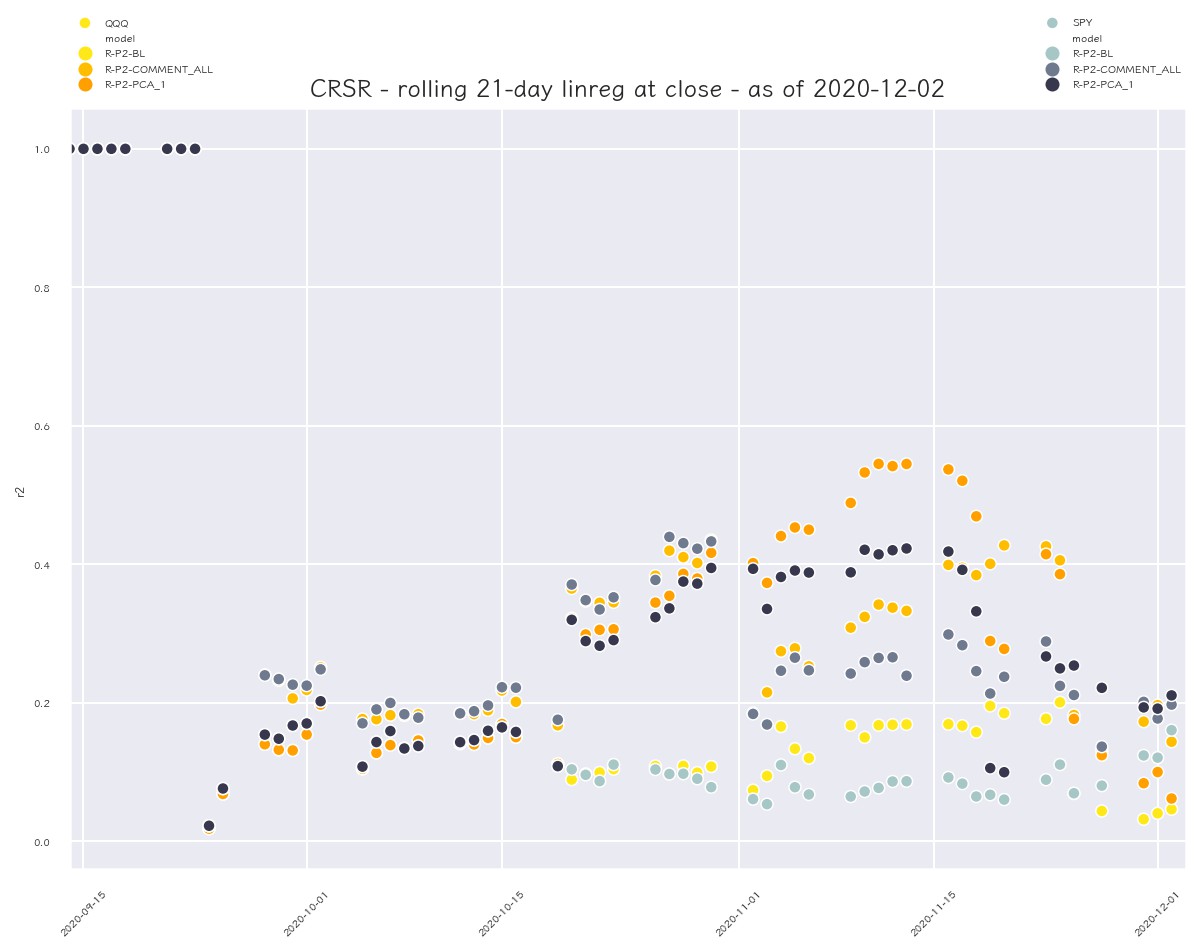 QQQ
model
R-P2-BL
R-P2-COMMENT_ALL
R-P2-PCA_1
SPY
model
R-P2-BL
R-P2-COMMENT_ALL
R-P2-PCA_1
CRSR - rolling 21-day linreg at close - as of 2020-12-02
1.0
0.8
0.6
0.4
0.2
0.0
r2
2020-09-15
2020-10-01
2020-10-15
2020-11-01
2020-11-15
2020-12-01